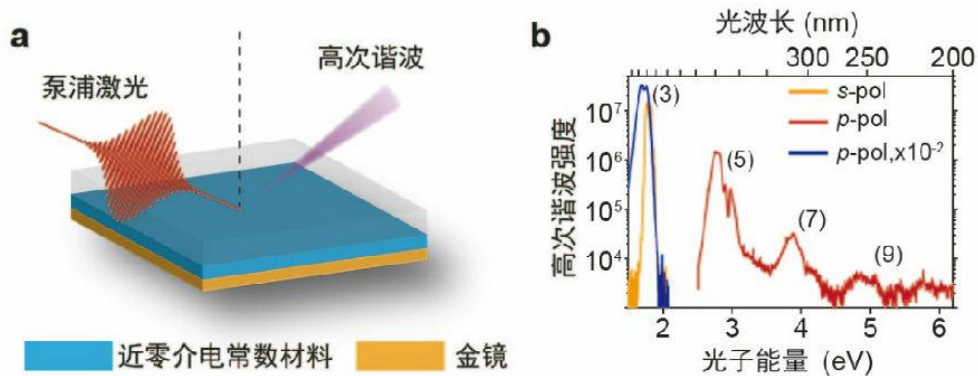 a
泵浦激光
高次谐波
近零介电常数材料
金镜
b
光波长 (nm)
300 250 200
高次谐波强度
10⁷
10⁶
10⁵
10⁴
(3)
(5)
(7)
(9)
s-pol
p-pol
p-pol,x10⁻²
2 3 4 5 6
光子能量 (eV)